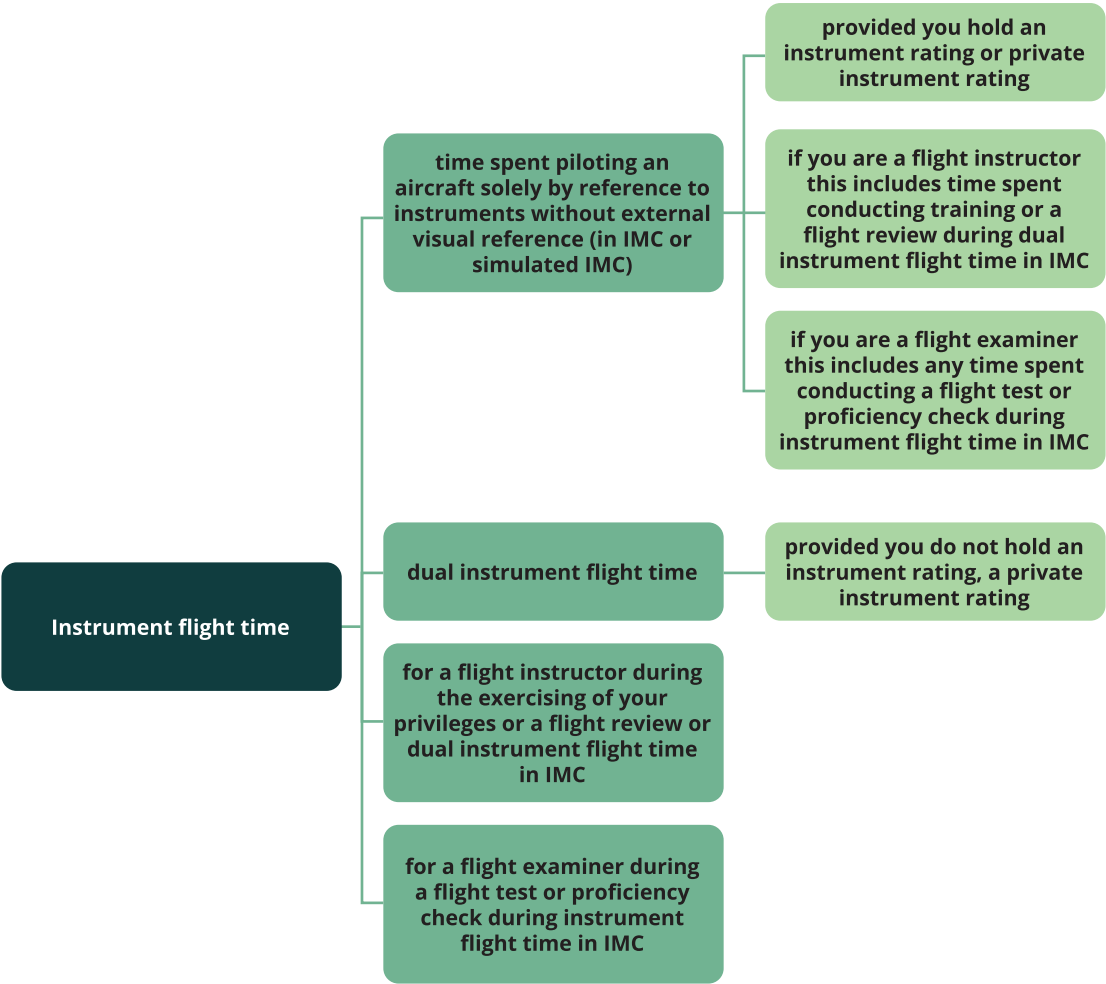 Instrument flight time
time spent piloting an
aircraft solely by reference to
instruments without external
visual reference (in IMC or
simulated IMC)
provided you hold an
instrument rating or private
instrument rating
if you are a flight instructor
this includes time spent
conducting training or a
flight review during dual
instrument flight time in IMC
if you are a flight examiner
this includes any time spent
conducting a flight test or
proficiency check during
instrument flight time in IMC
dual instrument flight time
provided you do not hold an
instrument rating, a private
instrument rating
for a flight instructor during
the exercising of your
privileges or a flight review or
dual instrument flight time
in IMC
for a flight examiner during
a flight test or proficiency
check during instrument
flight time in IMC